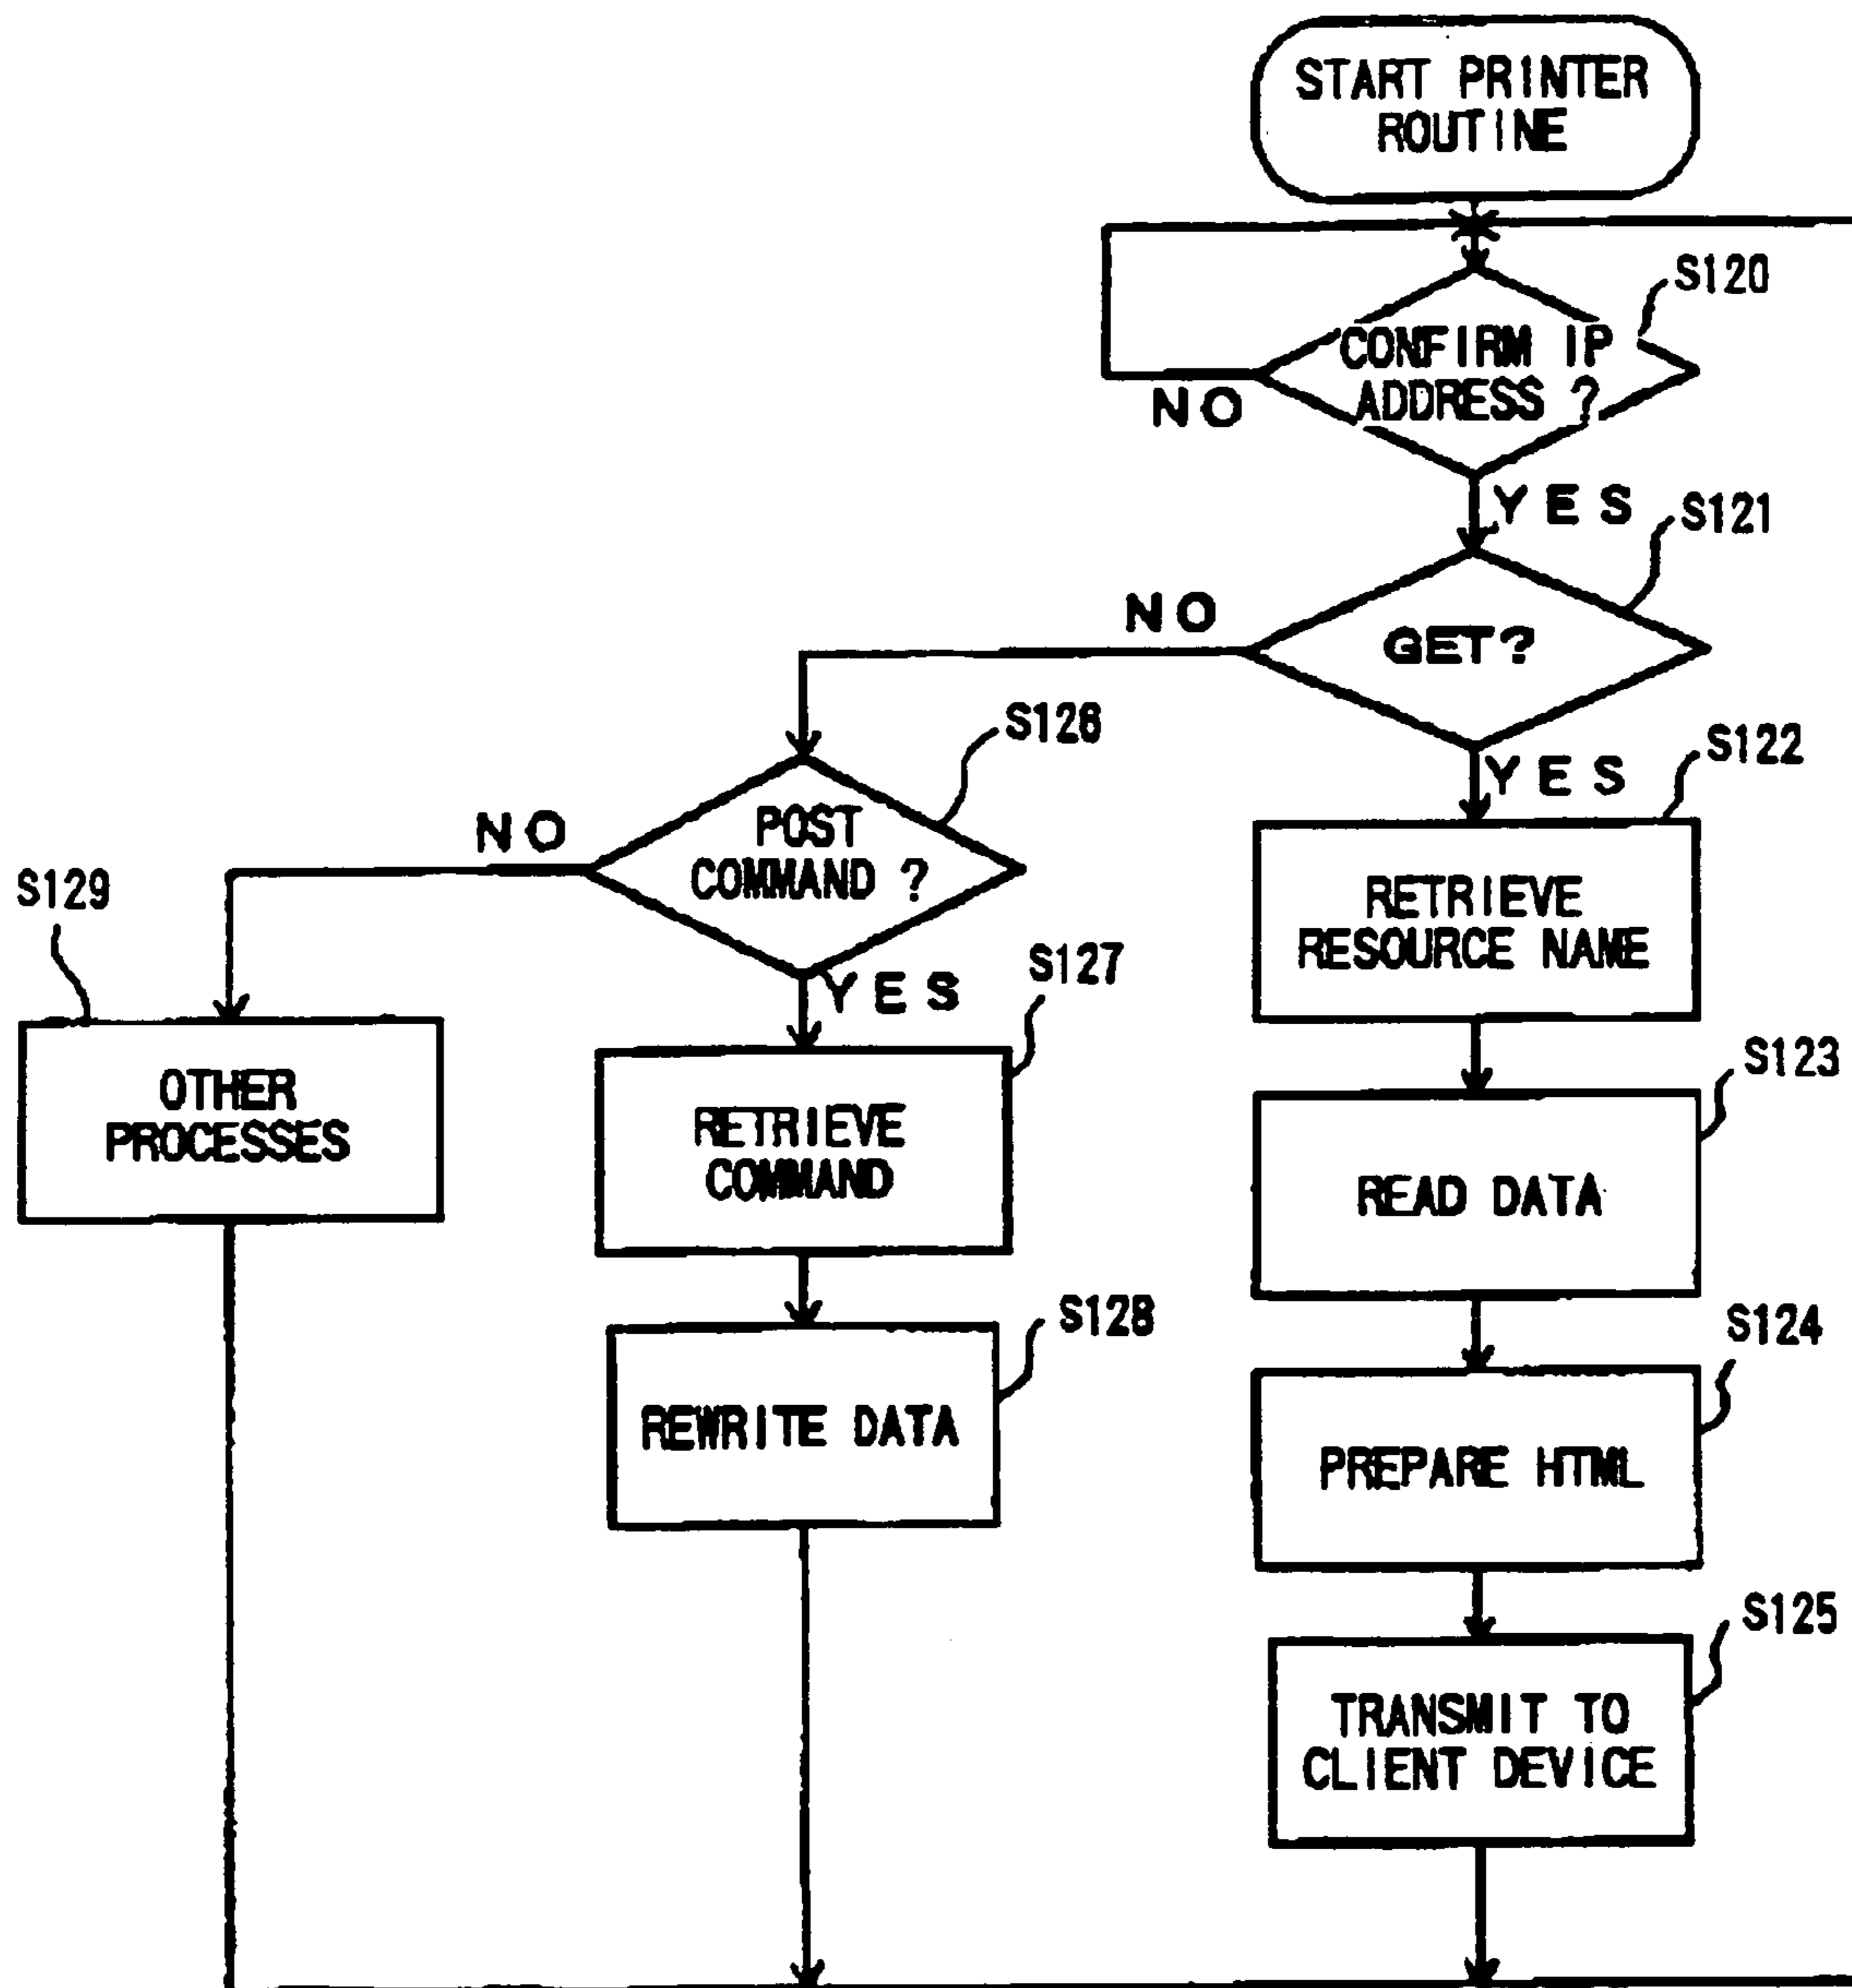 START PRINTER
ROUTINE
S120
CONFIRM IP
ADDRESS ?
NO
YES
S121
NO
GET?
S126
YES
S122
NO
POST
COMMAND ?
S129
RETRIEVE
RESOURCE NAME
YES
S127
S123
OTHER
PROCESSES
RETRIEVE
COMMAND
READ DATA
S128
S124
REWRITE DATA
PREPARE HTML
S125
TRANSMIT TO
CLIENT DEVICE